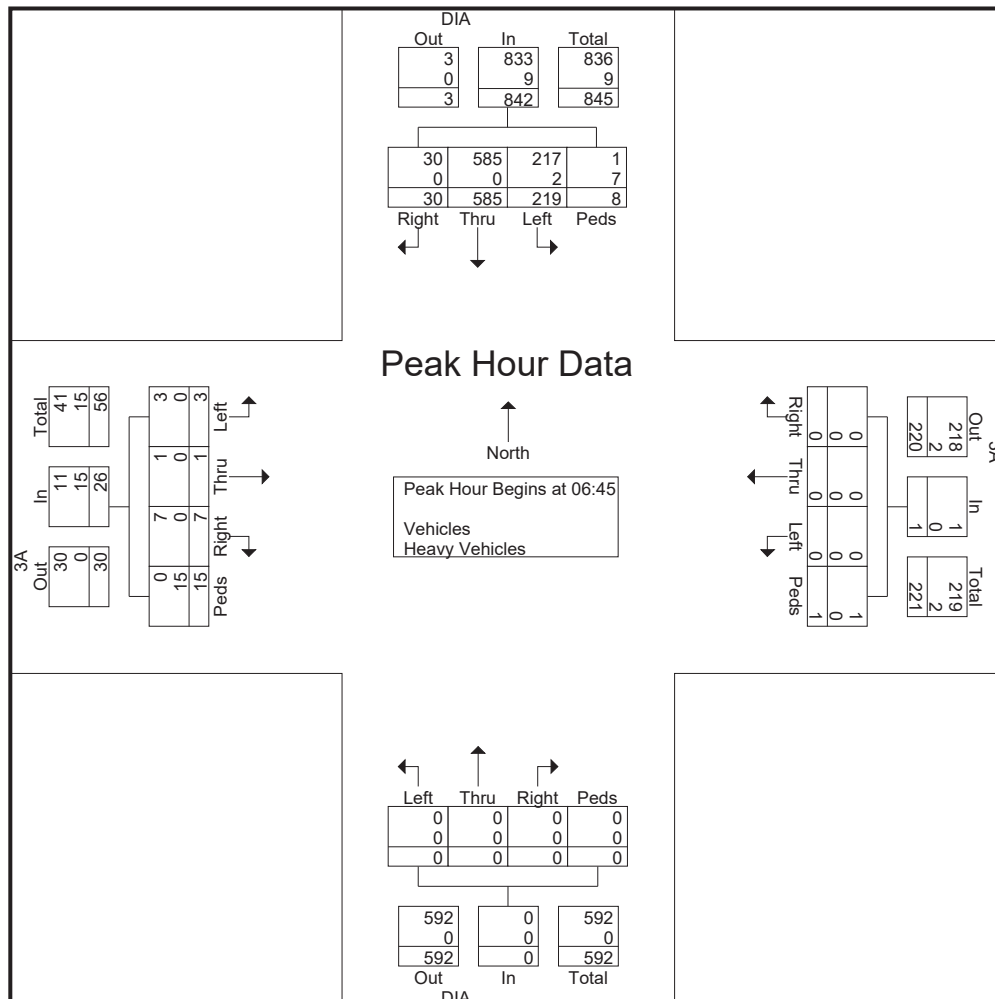 DIA
Out In Total
3 833 836
0 9 9
3 842 845
30 585 217 1
0 0 2 7
30 585 219 8
Right Thru Left Peds
Peak Hour Data
North
Peak Hour Begins at 06:45
Vehicles
Heavy Vehicles
3A
Out In Total
30 11 41
0 15 15
30 26 56
3 1 7 0
0 0 0 15
3 1 7 15
Left Thru Right Peds
3A
Out In Total
218 1 219
2 0 2
220 1 221
Right Thru Left Peds
0 0 0 1
0 0 0 0
0 0 0 1
Left Thru Right Peds
0 0 0 0
0 0 0 0
0 0 0 0
592 0 592
0 0 0
592 0 592
Out In Total
DIA